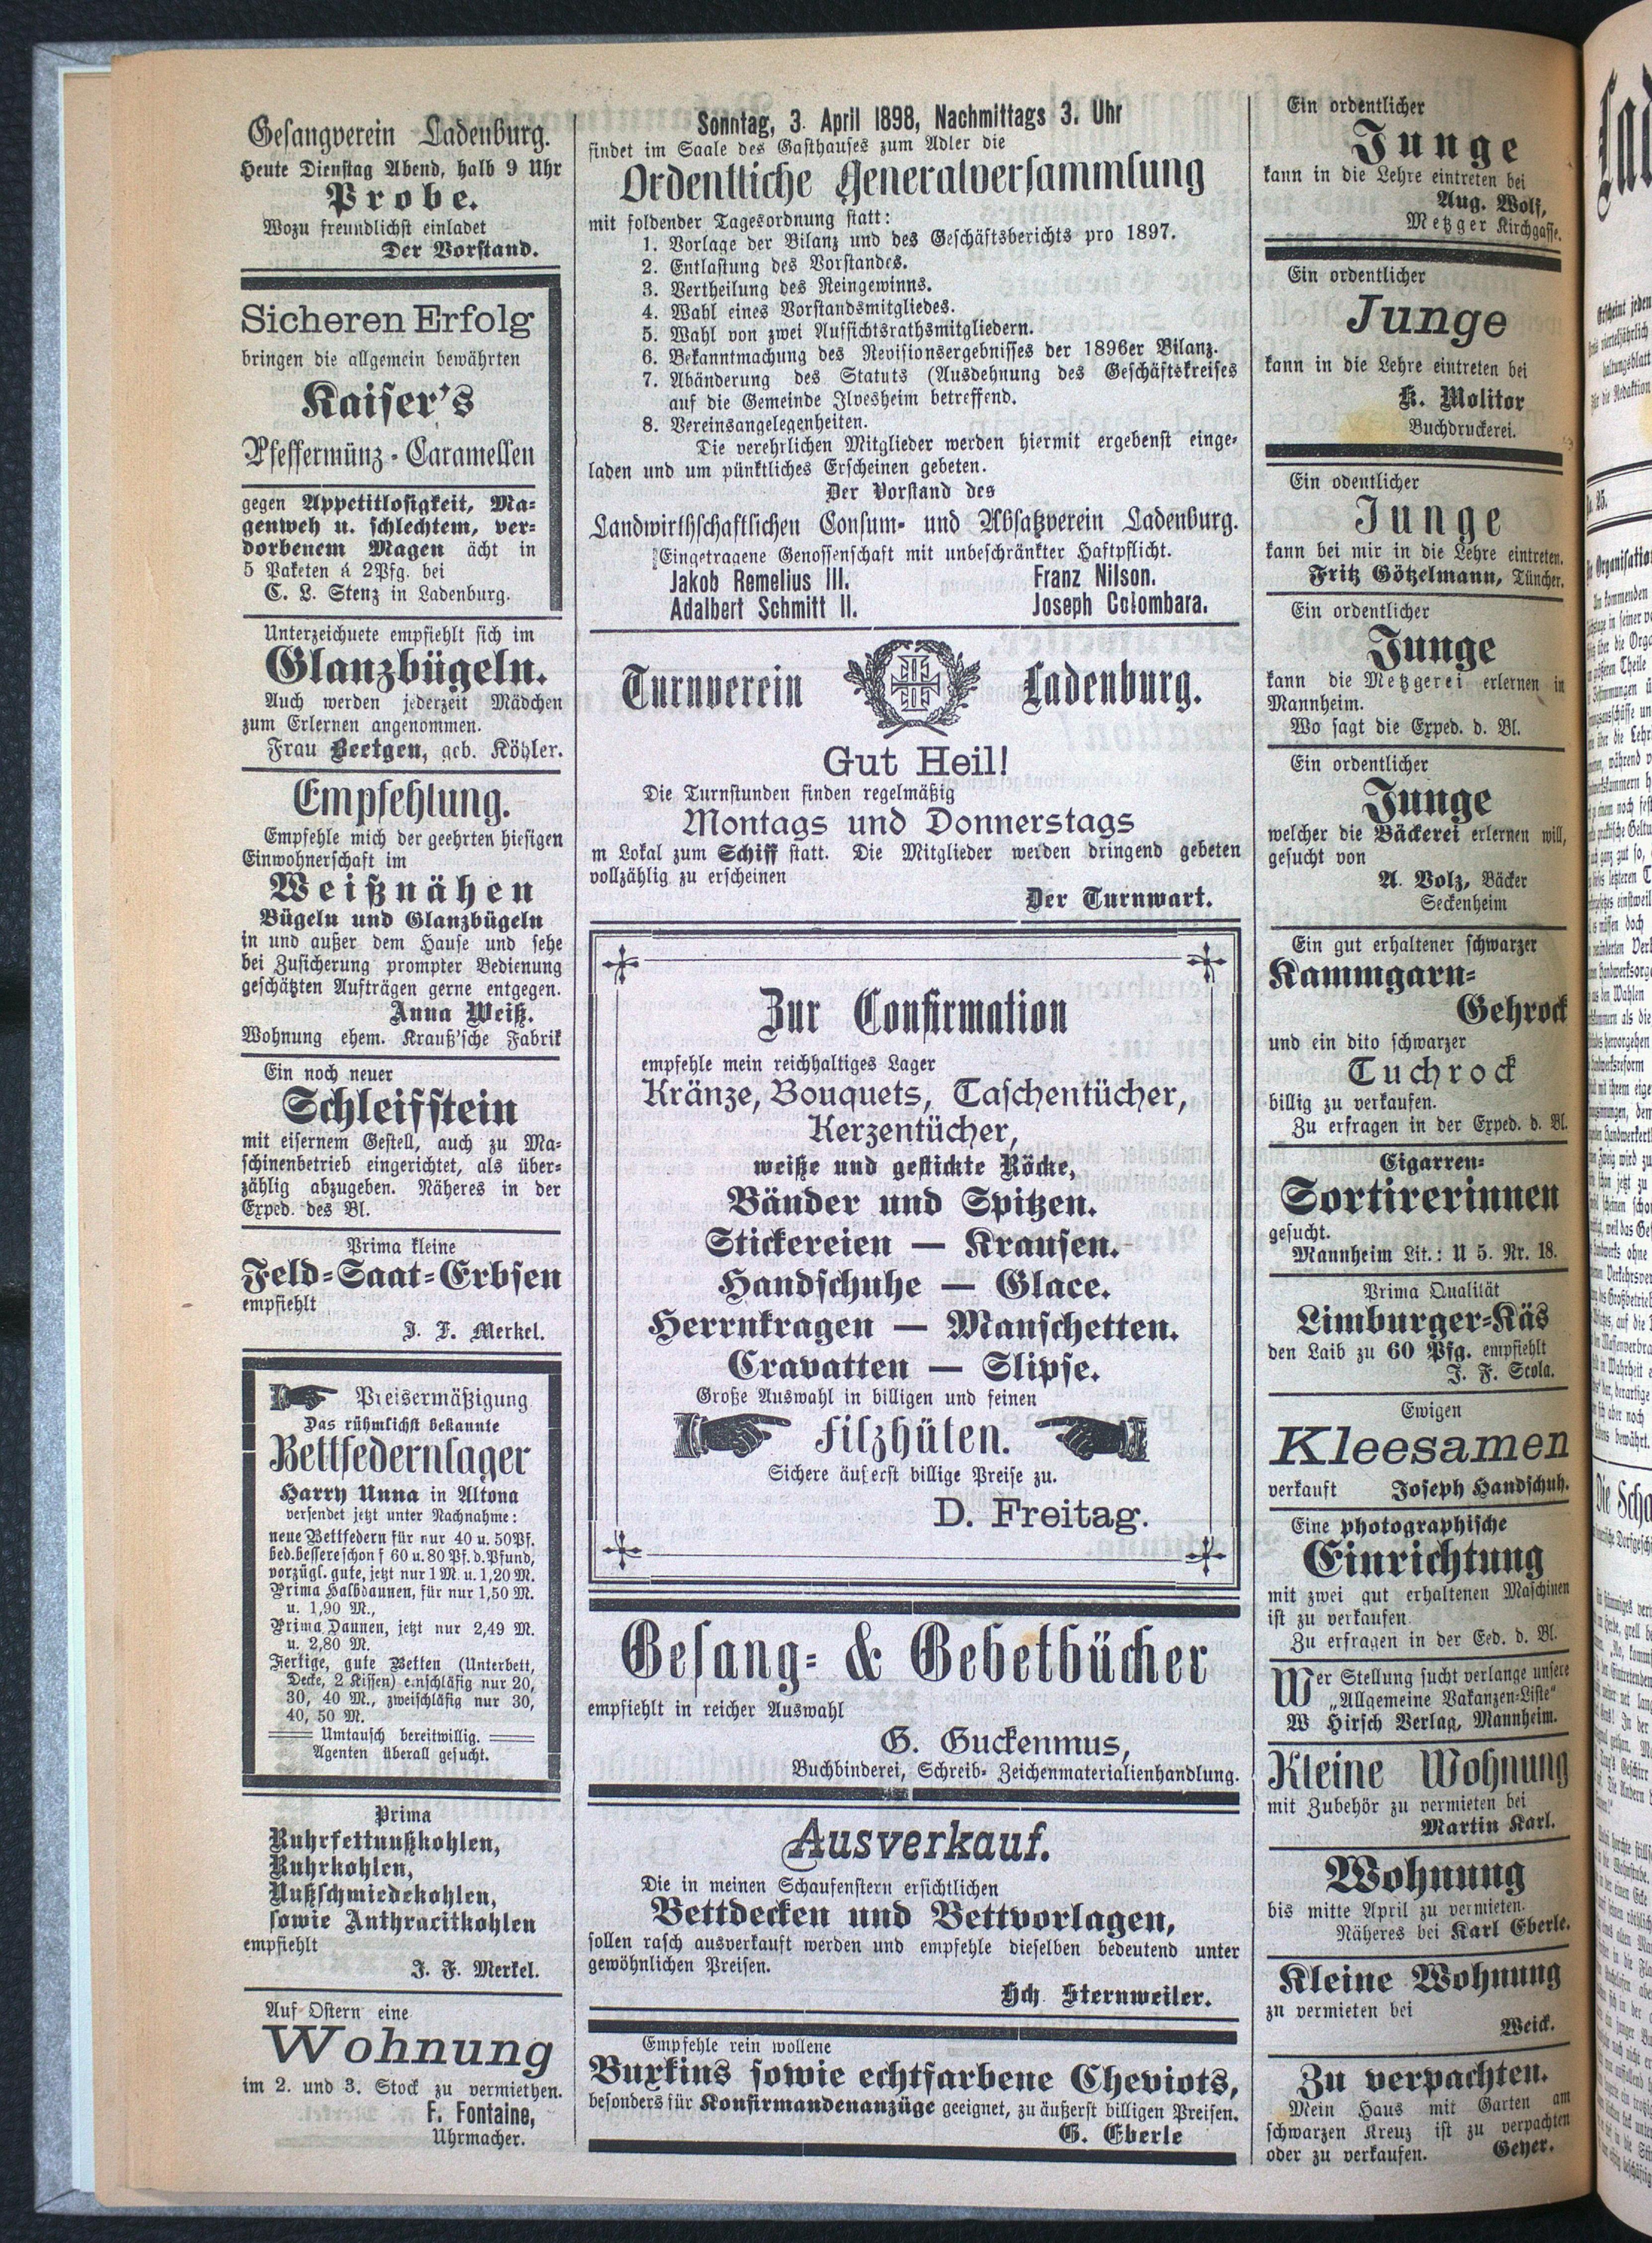 Gesangverein Ladenburg.
Heute Dienstag Abend, halb 9 Uhr
Probe.
Wozu freundlichst einladet
Der Vorstand.
Sicheren Erfolg
bringen die allgemein bewährten
Kaiser's
Pfeffermünz-Caramellen
gegen Appetitlosigkeit, Ma-
genweh u. schlechtem, ver-
dorbenem Magen ächt in
5 Paketen á 2Pfg. bei
C. L. Stenz in Ladenburg.
Unterzeichuete empfiehlt sich im
Glanzbügeln.
Auch werden jederzeit Mädchen
zum Erlernen angenommen.
Frau Beetgen, geb. Köhler.
Empfehlung.
Empfehle mich der geehrten hiesigen
Einwohnerschaft im
Weißnähen
Bügeln und Glanzbügeln
in und außer dem Hause und sehe
bei Zusicherung prompter Bedienung
geschätzten Aufträgen gerne entgegen.
Anna Weiß.
Wohnung ehem. Krauß'sche Fabrik
Ein noch neuer
Schleifstein
mit eisernem Gestell, auch zu Ma-
schinenbetrieb eingerichtet, als über-
zählig abzugeben. Näheres in der
Exped. des Bl.
Prima kleine
Feld-Saat-Erbsen
empfiehlt
J. F. Merkel.
Preisermäßigung
Das rühmlichst bekannte
Bettfedernlager
Harry Unna in Altona
versendet jetzt unter Nachnahme:
neue Bettfedern für nur 40 u. 50Pf.
bed. bessere schon f 60 u. 80 Pf. d. Pfund,
vorzügl. gute, jetzt nur 1 M. u. 1,20 M.
Prima Halbdaunen, für nur 1,50 M.
u. 1,90 M.,
Prima Daunen, jetzt nur 2,49 M.
u. 2,80 M.
Fertige, gute Betten (Unterbett,
Decke, 2 Kissen) einschläfig nur 20,
30, 40 M., zweischläfig nur 30,
40, 50 M.
Umtausch bereitwillig.
Agenten überall gesucht.
Prima
Ruhrfettnußkohlen,
Ruhrkohlen,
Nußschmiedekohlen,
sowie Anthracitkohlen
empfiehlt
J. F. Merkel.
Auf Ostern eine
Wohnung
im 2. und 3. Stock zu vermiethen.
F. Fontaine,
Uhrmacher.
Sonntag, 3. April 1898, Nachmittags 3. Uhr
findet im Saale des Gasthauses zum Adler die
Ordentliche Generalversammlung
mit foldender Tagesordnung statt:
1. Vorlage der Bilanz und des Geschäftsberichts pro 1897.
2. Entlastung des Vorstandes.
3. Vertheilung des Reingewinns.
4. Wahl eines Vorstandsmitgliedes.
5. Wahl von zwei Aufsichtsrathsmitgliedern.
6. Bekanntmachung des Revisionsergebnisses der 1896er Bilanz.
7. Abänderung des Statuts (Ausdehnung des Geschäftskreises
auf die Gemeinde Ilvesheim betreffend.
8. Vereinsangelegenheiten.
Die verehrlichen Mitglieder werden hiermit ergebenst einge-
laden und um pünktliches Erscheinen gebeten.
Der Vorstand des
Landwirthschaftlichen Consum- und Absatzverein Ladenburg.
Eingetragene Genossenschaft mit unbeschränkter Haftpflicht.
Jakob Remelius III. Franz Nilson.
Adalbert Schmitt II. Joseph Colombara.
Turnverein Ladenburg.
Gut Heil!
Die Turnstunden finden regelmäßig
Montags und Donnerstags
m Lokal zum Schiff statt. Die Mitglieder werden dringend gebeten
vollzählig zu erscheinen
Der Turnwart.
Zur Confirmation
empfehle mein reichhaltiges Lager
Kränze, Bouquets, Taschentücher,
Kerzentücher,
weiße und gestickte Röcke,
Bänder und Spitzen.
Stickereien — Krausen.
Handschuhe — Glace.
Herrnkragen — Manschetten.
Cravatten — Slipse.
Große Auswahl in billigen und feinen
Filzhüten.
Sichere äußerst billige Preise zu.
D. Freitag.
Gesang- & Gebetbücher
empfiehlt in reicher Auswahl
G. Guckenmus,
Buchbinderei, Schreib- Zeichenmaterialienhandlung.
Ausverkauf.
Die in meinen Schaufenstern ersichtlichen
Bettdecken und Bettvorlagen,
sollen rasch ausverkauft werden und empfehle dieselben bedeutend unter
gewöhnlichen Preisen.
Hch Sternweiler.
Empfehle rein wollene
Buxkins sowie echtfarbene Cheviots,
besonders für Konfirmandenanzüge geeignet, zu äußerst billigen Preisen.
G. Eberle
Ein ordentlicher
Junge
kann in die Lehre eintreten bei
Aug. Wolf,
Metzger Kirchgasse.
Ein ordentlicher
Junge
kann in die Lehre eintreten bei
K. Molitor
Buchdruckerei.
Ein odentlicher
Junge
kann bei mir in die Lehre eintreten.
Fritz Götzelmann, Tüncher.
Ein ordentlicher
Junge
kann die Metzgerei erlernen in
Mannheim.
Wo sagt die Exped. d. Bl.
Ein ordentlicher
Junge
welcher die Bäckerei erlernen will,
gesucht von
A. Volz, Bäcker
Seckenheim
Ein gut erhaltener schwarzer
Kammgarn-
Gehrock
und ein dito schwarzer
Tuchrock
billig zu verkaufen.
Zu erfragen in der Exped. d. Bl.
Cigarren-
Sortirerinnen
gesucht.
Mannheim Lit.: U 5. Nr. 18.
Prima Qualität
Limburger-Käs
den Laib zu 60 Pfg. empfiehlt
J. F. Scola.
Ewigen
Kleesamen
verkauft Joseph Handschuh.
Eine photographische
Einrichtung
mit zwei gut erhaltenen Maschinen
ist zu verkaufen
Zu erfragen in der Eed. d. Bl.
Wer Stellung sucht verlange unsere
„Allgemeine Vakanzen-Liste"
W Hirsch Verlag, Mannheim.
Kleine Wohnung
mit Zubehör zu vermieten bei
Martin Karl.
Wohnung
bis mitte April zu vermieten.
Näheres bei Karl Eberle.
Kleine Wohnung
zu vermieten bei
Weick.
Zu verpachten.
Mein Haus mit Garten am
schwarzen Kreuz ist zu verpachten
oder zu verkaufen. Geyer.